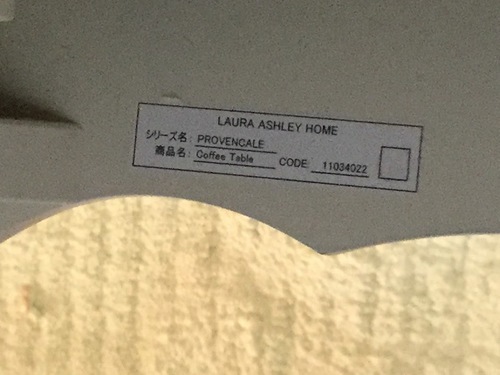 LAURA ASHLEY HOME
シリーズ名: PROVENCALE
商品名: Coffee Table CODE: 11034022